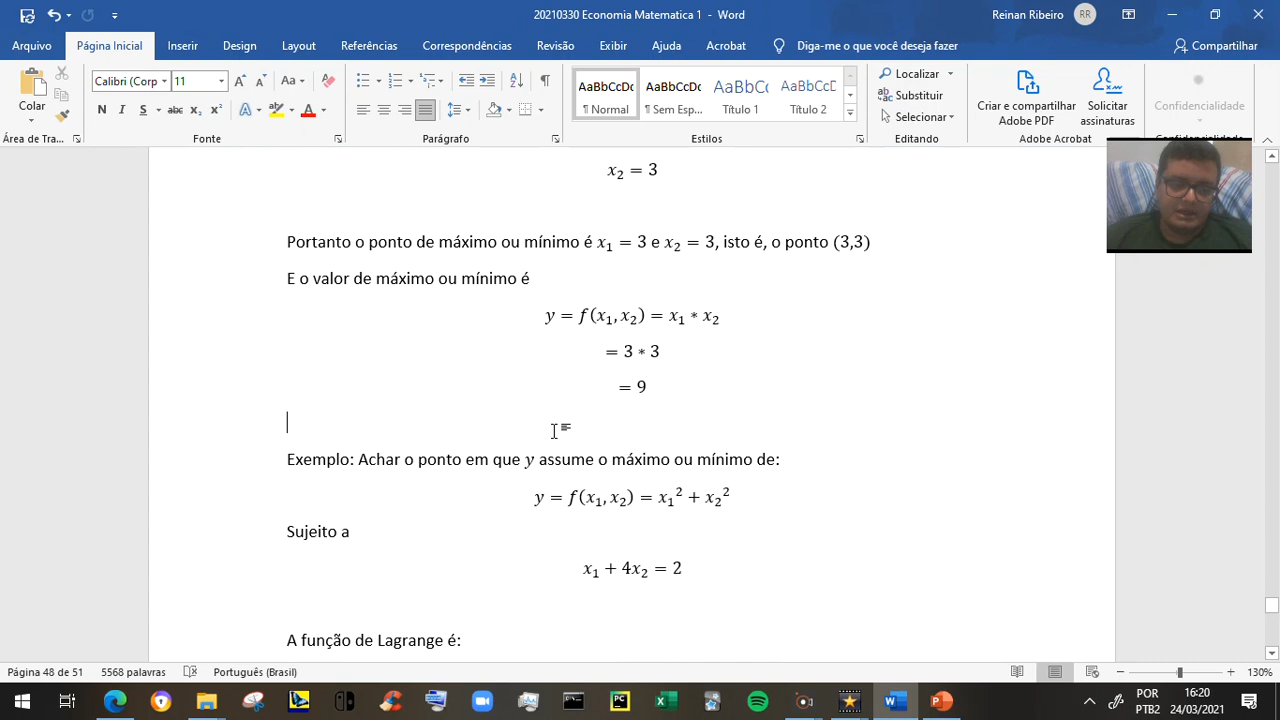 20210330 Economia Matematica 1 - Word
Reinan Ribeiro RR
Arquivo Página Inicial Inserir Design Layout Referências Correspondências Revisão Exibir Ajuda Acrobat Diga-me o que você deseja fazer Compartilhar
Colar
Calibri (Corp 11
N I S abc x₂ x²
AaBbCcDc AaBbCcDc AaBbC AaBbCcD
¶ Normal ¶ Sem Esp... Título 1 Título 2
Localizar
Substituir
Selecionar
Criar e compartilhar
Adobe PDF
Solicitar
assinaturas
Confidencialidade
Área de Tra... Fonte Parágrafo Estilos Editando Adobe Acrobat
x₂ = 3
Portanto o ponto de máximo ou mínimo é x₁ = 3 e x₂ = 3, isto é, o ponto (3,3)
E o valor de máximo ou mínimo é
y = f(x₁, x₂) = x₁ ∗ x₂
= 3 ∗ 3
= 9
Exemplo: Achar o ponto em que y assume o máximo ou mínimo de:
y = f(x₁, x₂) = x₁² + x₂²
Sujeito a
x₁ + 4x₂ = 2
A função de Lagrange é:
Página 48 de 51 5568 palavras Português (Brasil) 130%
POR 16:20
PTB2 24/03/2021